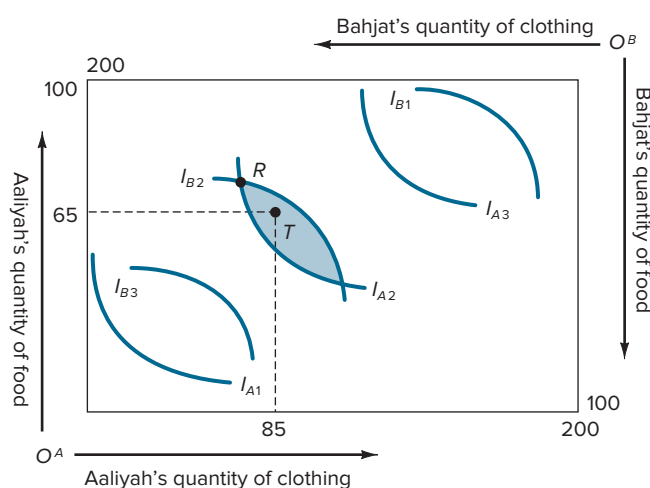 Bahjat’s quantity of clothing
O^B
200
100
I_B1
Bahjat’s quantity of food
Aaliyah’s quantity of food
I_B2
R
I_A3
65
T
I_B3
I_A2
I_A1
100
85
200
O^A
Aaliyah’s quantity of clothing